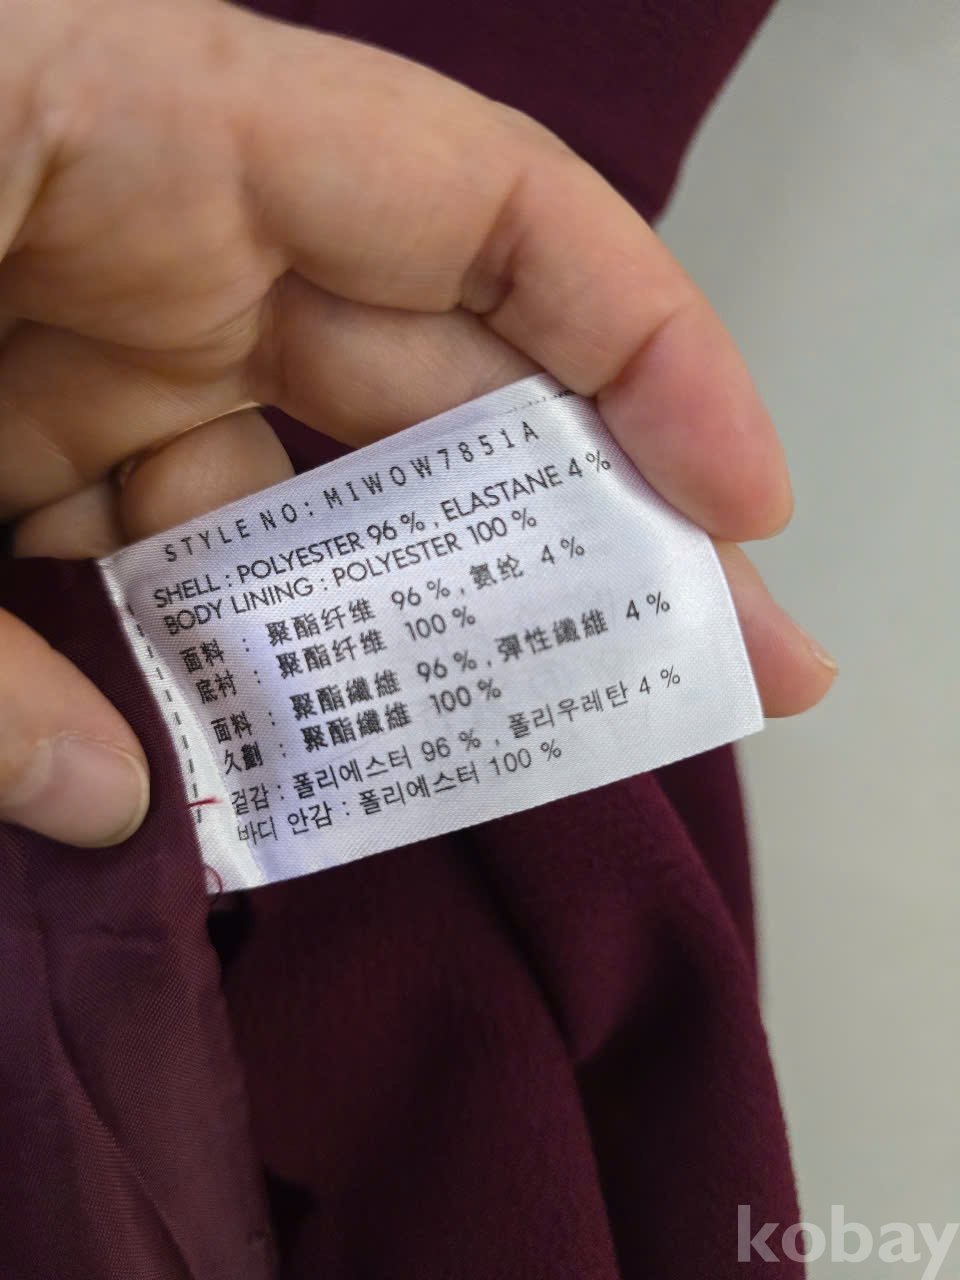 STYLE NO: MIWOW7851A
SHELL : POLYESTER 96 % , ELASTANE 4 %
BODY LINING : POLYESTER 100 %
面料 : 聚酯纤维 96 % , 氨纶 4 %
底衬 : 聚酯纤维 100 %
面料 : 聚酯纖維 96 % , 彈性纖維 4 %
久劃 : 聚酯纖維 100 %
겉감 : 폴리에스터 96 % , 폴리우레탄 4 %
바디 안감 : 폴리에스터 100 %
kobay